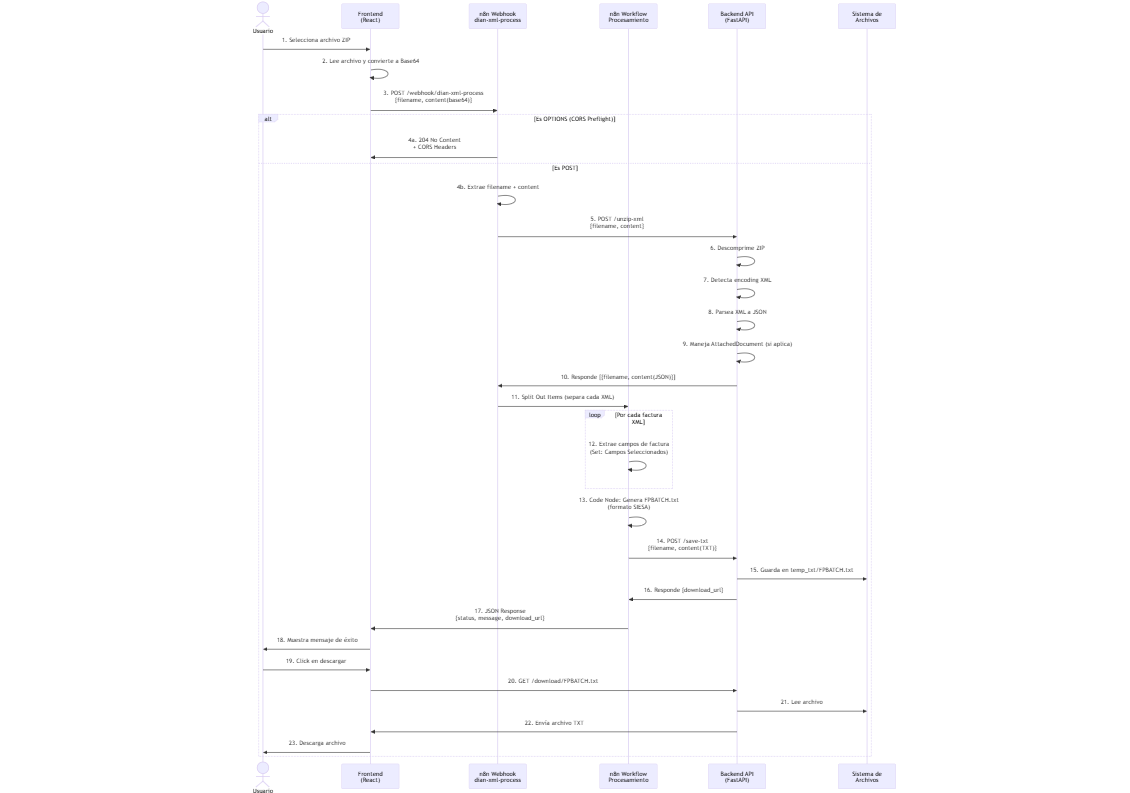 Usuario
Frontend
(React)
n8n Webhook
dian-xml-process
n8n Workflow
Procesamiento
Backend API
(FastAPI)
Sistema de
Archivos
1. Selecciona archivo ZIP
2. Lee archivo y convierte a Base64
3. POST /webhook/dian-xml-process
[filename, content(base64)]
alt
[Es OPTIONS (CORS Preflight)]
4a. 204 No Content
+ CORS Headers
[Es POST]
4b. Extrae filename + content
5. POST /unzip-xml
[filename, content]
6. Descomprime ZIP
7. Detecta encoding XML
8. Parsea XML a JSON
9. Maneja AttachedDocument (si aplica)
10. Responde [[filename, content(JSON)]]
11. Split Out Items (separa cada XML)
loop
[Por cada factura
XML]
12. Extrae campos de factura
(Set: Campos Seleccionados)
13. Code Node: Genera FPBATCH.txt
(formato SIESA)
14. POST /save-txt
[filename, content(TXT)]
15. Guarda en temp_txt/FPBATCH.txt
16. Responde [download_url]
17. JSON Response
[status, message, download_url]
18. Muestra mensaje de éxito
19. Click en descargar
20. GET /download/FPBATCH.txt
21. Lee archivo
22. Envía archivo TXT
23. Descarga archivo
Usuario
Frontend
(React)
n8n Webhook
dian-xml-process
n8n Workflow
Procesamiento
Backend API
(FastAPI)
Sistema de
Archivos